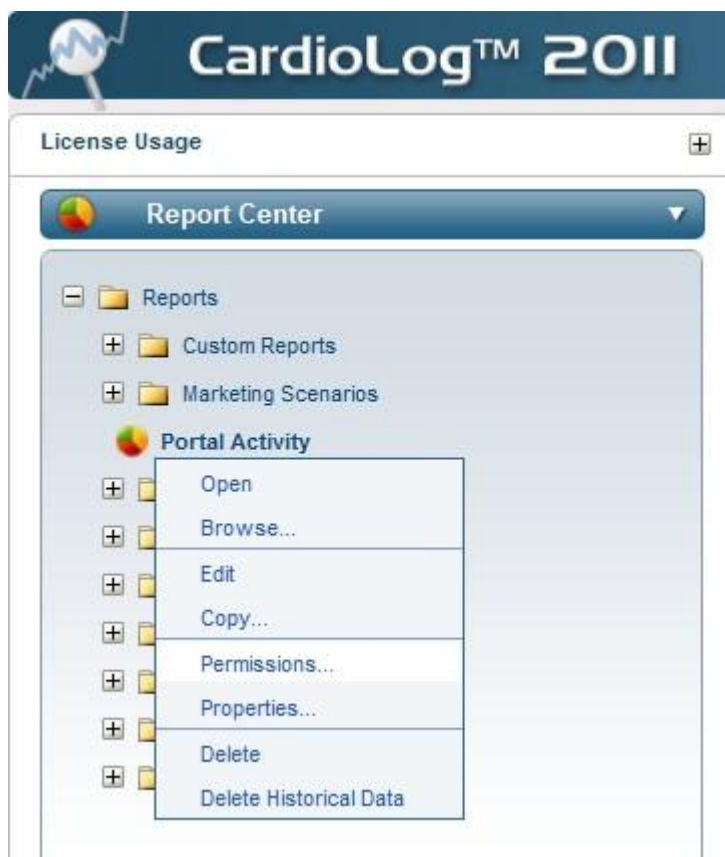 CardioLog™ 2011
License Usage
Report Center
Reports
Custom Reports
Marketing Scenarios
Portal Activity
Open
Browse...
Edit
Copy...
Permissions...
Properties...
Delete
Delete Historical Data